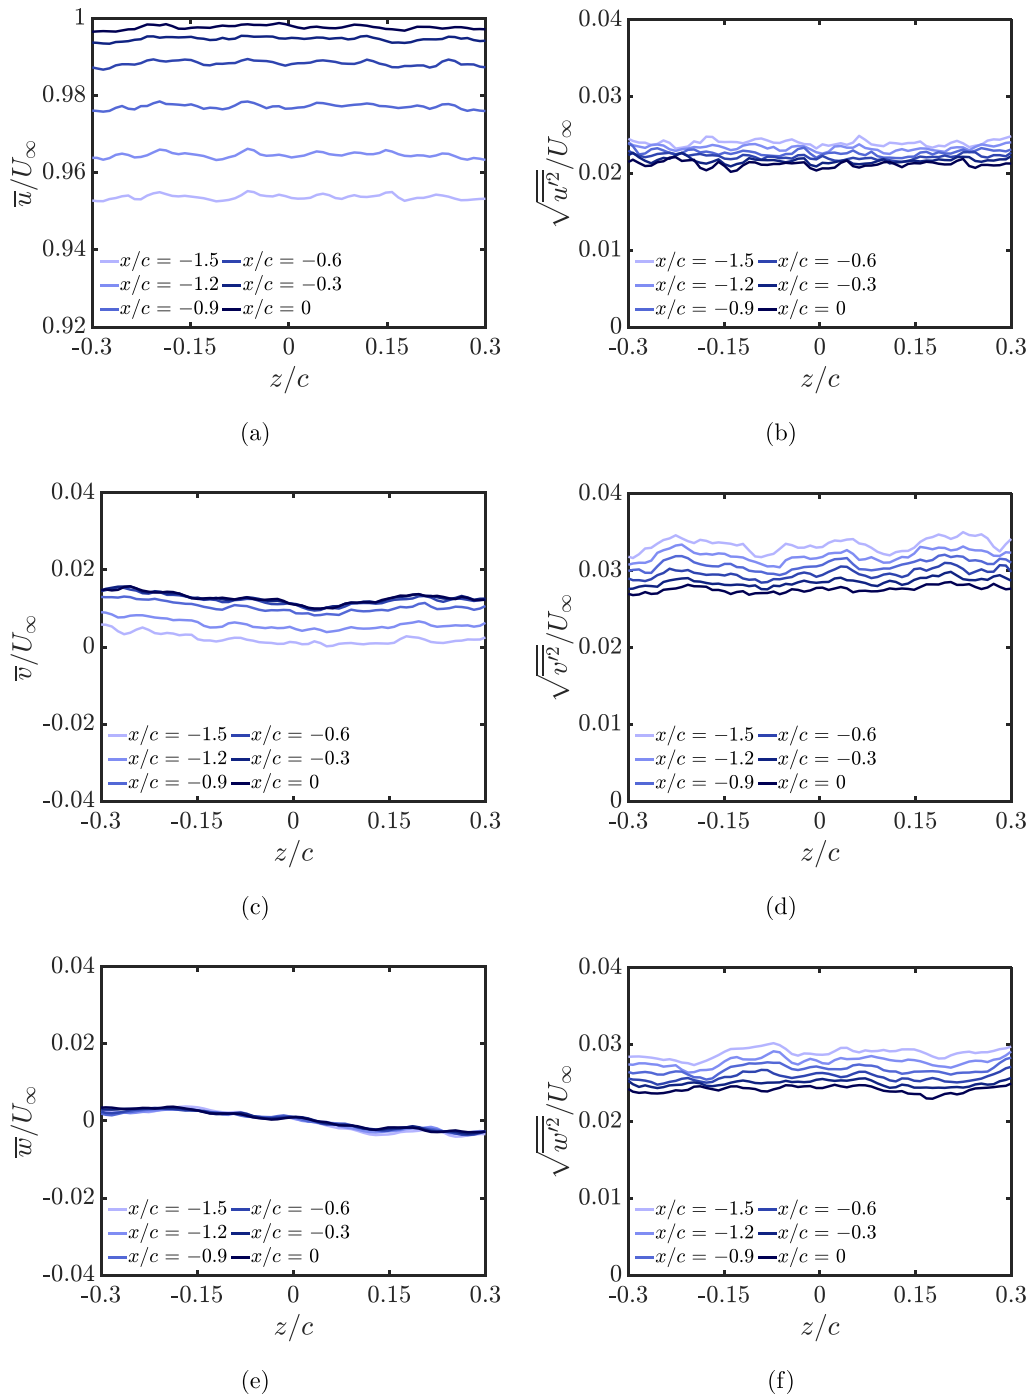 1
0.98
0.96
0.94
0.92
u̅/U∞
x/c = −1.5 x/c = −0.6
x/c = −1.2 x/c = −0.3
x/c = −0.9 x/c = 0
-0.3 -0.15 0 0.15 0.3
z/c
(a)
0.04
0.03
0.02
0.01
0
√u′²/U∞
x/c = −1.5 x/c = −0.6
x/c = −1.2 x/c = −0.3
x/c = −0.9 x/c = 0
-0.3 -0.15 0 0.15 0.3
z/c
(b)
0.04
0.02
0
-0.02
-0.04
v̅/U∞
x/c = −1.5 x/c = −0.6
x/c = −1.2 x/c = −0.3
x/c = −0.9 x/c = 0
-0.3 -0.15 0 0.15 0.3
z/c
(c)
0.04
0.03
0.02
0.01
0
√v′²/U∞
x/c = −1.5 x/c = −0.6
x/c = −1.2 x/c = −0.3
x/c = −0.9 x/c = 0
-0.3 -0.15 0 0.15 0.3
z/c
(d)
0.04
0.02
0
-0.02
-0.04
w̅/U∞
x/c = −1.5 x/c = −0.6
x/c = −1.2 x/c = −0.3
x/c = −0.9 x/c = 0
-0.3 -0.15 0 0.15 0.3
z/c
(e)
0.04
0.03
0.02
0.01
0
√w′²/U∞
x/c = −1.5 x/c = −0.6
x/c = −1.2 x/c = −0.3
x/c = −0.9 x/c = 0
-0.3 -0.15 0 0.15 0.3
z/c
(f)